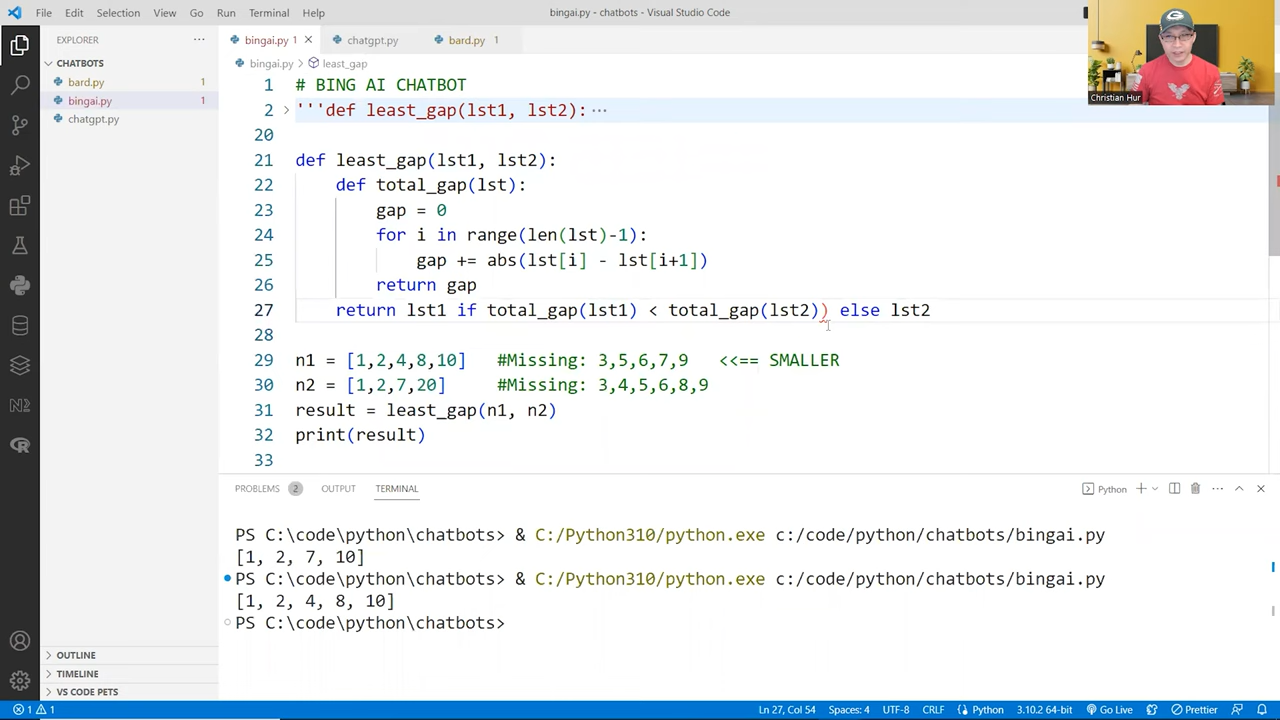 File Edit Selection View Go Run Terminal Help
bingai.py - chatbots - Visual Studio Code
EXPLORER ···
CHATBOTS
bard.py 1
bingai.py 1
chatgpt.py
OUTLINE
TIMELINE
VS CODE PETS
bingai.py 1 chatgpt.py bard.py 1
bingai.py > least_gap
1 # BING AI CHATBOT
2 '''def least_gap(lst1, lst2): ···
20
21 def least_gap(lst1, lst2):
22 def total_gap(lst):
23 gap = 0
24 for i in range(len(lst)-1):
25 gap += abs(lst[i] - lst[i+1])
26 return gap
27 return lst1 if total_gap(lst1) < total_gap(lst2)) else lst2
28
29 n1 = [1,2,4,8,10] #Missing: 3,5,6,7,9 <<== SMALLER
30 n2 = [1,2,7,20] #Missing: 3,4,5,6,8,9
31 result = least_gap(n1, n2)
32 print(result)
33
Christian Hur
PROBLEMS 2 OUTPUT TERMINAL
Python
PS C:\code\python\chatbots> & C:/Python310/python.exe c:/code/python/chatbots/bingai.py
[1, 2, 7, 10]
PS C:\code\python\chatbots> & C:/Python310/python.exe c:/code/python/chatbots/bingai.py
[1, 2, 4, 8, 10]
PS C:\code\python\chatbots>
1 1
Ln 27, Col 54 Spaces: 4 UTF-8 CRLF Python 3.10.2 64-bit Go Live Prettier